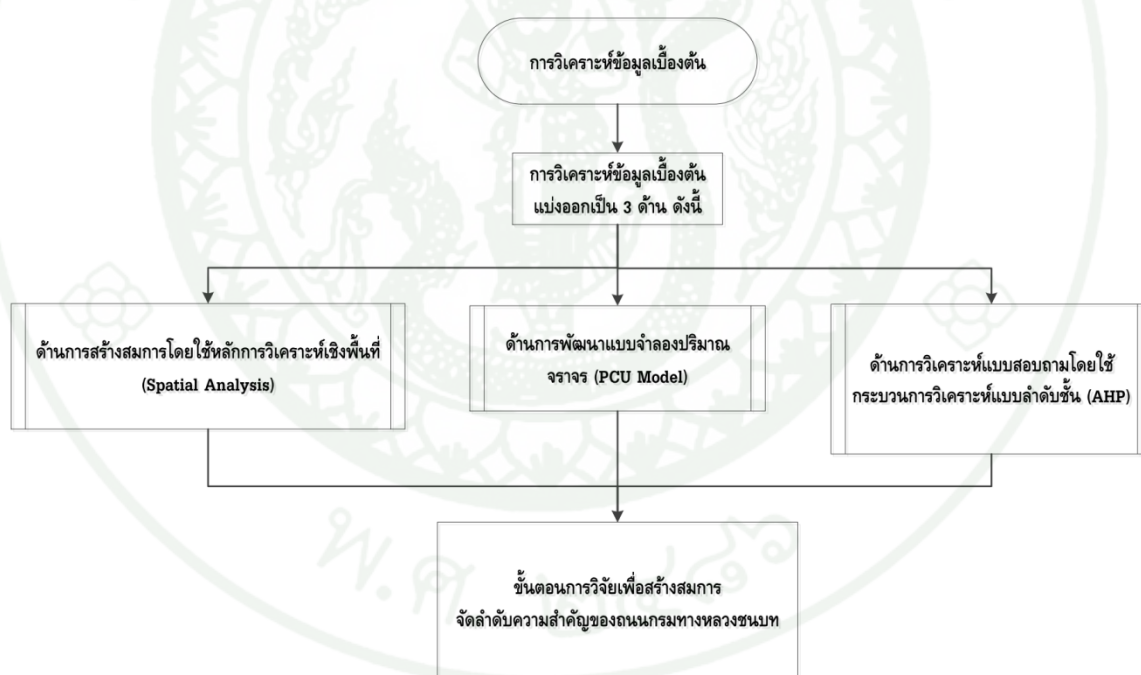 การวิเคราะห์ข้อมูลเบื้องต้น
การวิเคราะห์ข้อมูลเบื้องต้น
แบ่งออกเป็น 3 ด้าน ดังนี้
ด้านการสร้างสมการโดยใช้หลักการวิเคราะห์เชิงพื้นที่
(Spatial Analysis)
ด้านการพัฒนาแบบจำลองปริมาณ
จราจร (PCU Model)
ด้านการวิเคราะห์แบบสอบถามโดยใช้
กระบวนการวิเคราะห์แบบลำดับชั้น (AHP)
ขั้นตอนการวิจัยเพื่อสร้างสมการ
จัดลำดับความสำคัญของถนนกรมทางหลวงชนบท
พ.ศ. ๒๔๘๖